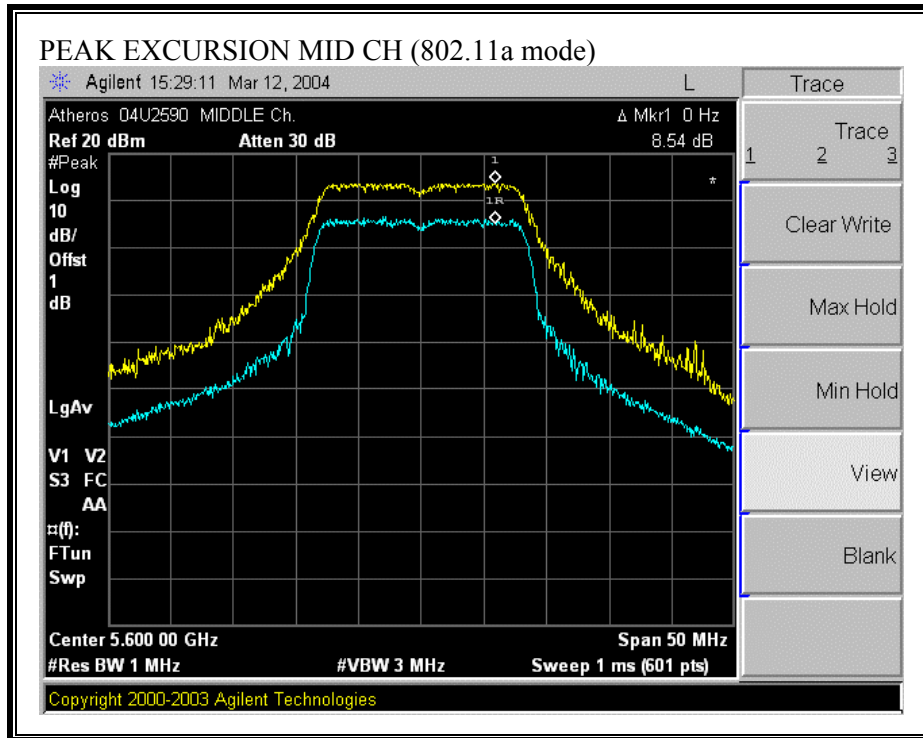 PEAK EXCURSION MID CH (802.11a mode)
Agilent 15:29:11 Mar 12, 2004 L Trace
Atheros 04U2590 MIDDLE Ch. Δ Mkr1 0 Hz
Ref 20 dBm Atten 30 dB 8.54 dB
Trace
1 2 3
#Peak
Log
10
dB/
Offst
1
dB
1
*
1R
Clear Write
Max Hold
Min Hold
LgAv
V1 V2
S3 FC
AA
View
¤(f):
FTun
Swp
Blank
Center 5.600 00 GHz Span 50 MHz
#Res BW 1 MHz #VBW 3 MHz Sweep 1 ms (601 pts)
Copyright 2000-2003 Agilent Technologies